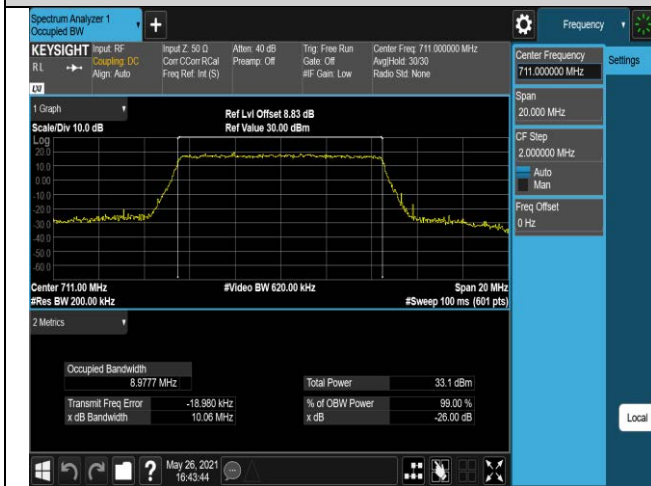 Spectrum Analyzer 1
Occupied BW
Frequency
KEYSIGHT
Input: RF
Coupling: DC
Align: Auto
Input Z: 50 Ω
Corr CCorr RCal
Freq Ref: Int (S)
Atten: 40 dB
Preamp: Off
Trig: Free Run
Gate: Off
#IF Gain: Low
Center Freq: 711.000000 MHz
Avg|Hold: 30/30
Radio Std: None
RL
LXI
Center Frequency
711.000000 MHz
Settings
Span
20.000 MHz
CF Step
2.000000 MHz
Auto
Man
Freq Offset
0 Hz
Local
1 Graph
Scale/Div 10.0 dB
Ref Lvl Offset 8.83 dB
Ref Value 30.00 dBm
Log
20.0
10.0
0.00
-10.0
-20.0
-30.0
-40.0
-50.0
-60.0
Center 711.00 MHz
#Res BW 200.00 kHz
#Video BW 620.00 kHz
Span 20 MHz
#Sweep 100 ms (601 pts)
2 Metrics
Occupied Bandwidth
8.9777 MHz
Total Power 33.1 dBm
Transmit Freq Error -18.980 kHz
% of OBW Power 99.00 %
x dB Bandwidth 10.06 MHz
x dB -26.00 dB
May 26, 2021
16:43:44